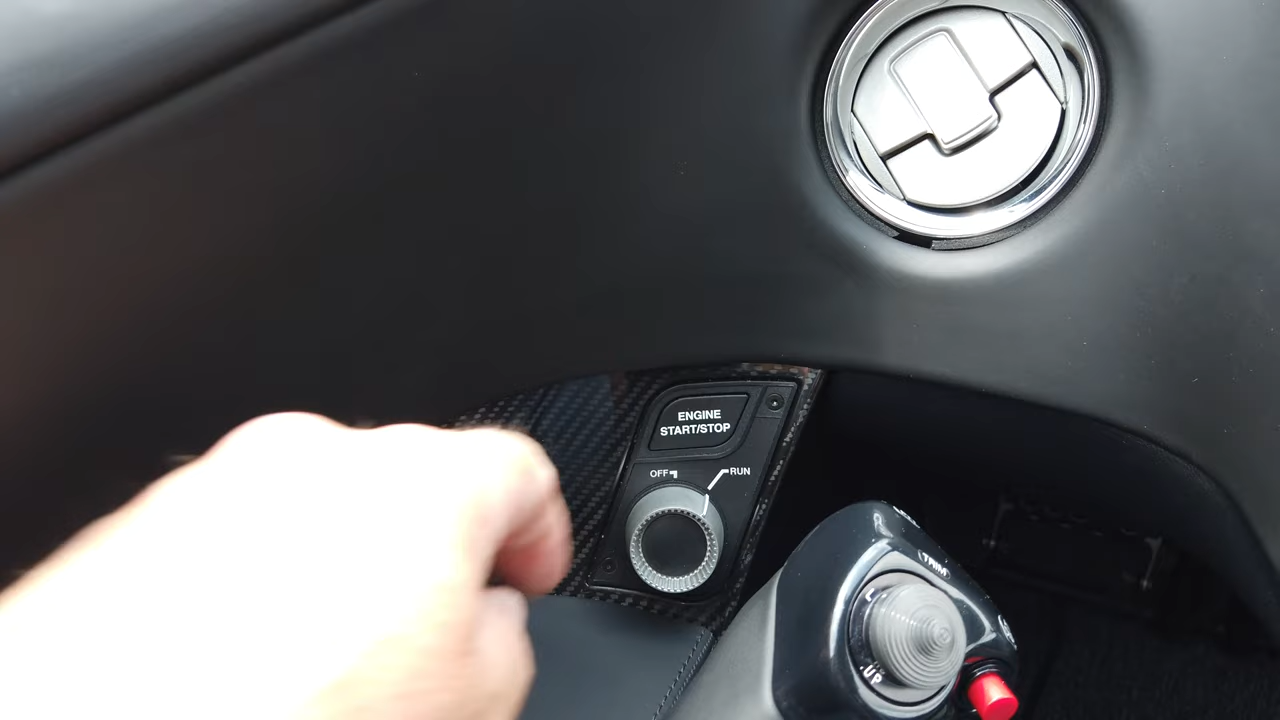 ENGINE
START/STOP
OFF
RUN
TRIM
UP